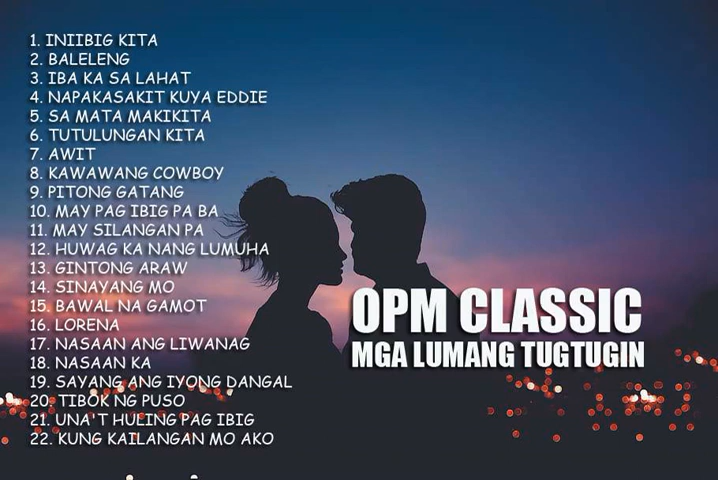 1. INIIBIG KITA
2. BALELENG
3. IBA KA SA LAHAT
4. NAPAKASAKIT KUYA EDDIE
5. SA MATA MAKIKITA
6. TUTULUNGAN KITA
7. AWIT
8. KAWAWANG COWBOY
9. PITONG GATANG
10. MAY PAG IBIG PA BA
11. MAY SILANGAN PA
12. HUWAG KA NANG LUMUHA
13. GINTONG ARAW
14. SINAYANG MO
15. BAWAL NA GAMOT
16. LORENA
17. NASAAN ANG LIWANAG
18. NASAAN KA
19. SAYANG ANG IYONG DANGAL
20. TIBOK NG PUSO
21. UNA'T HULING PAG IBIG
22. KUNG KAILANGAN MO AKO
OPM CLASSIC
MGA LUMANG TUGTUGIN